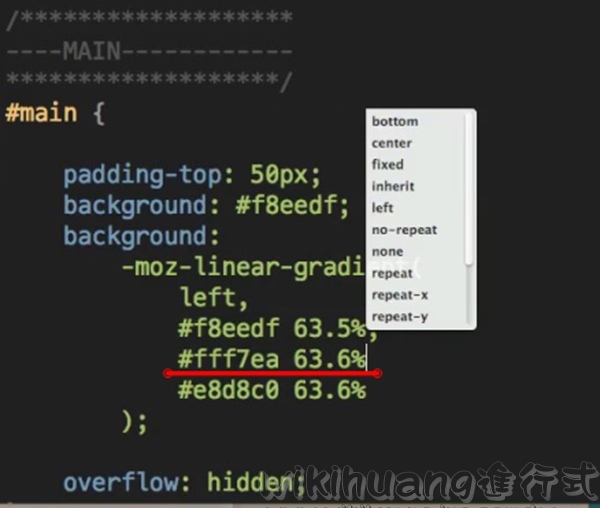 /*******************
----MAIN------------
*******************/
#main {
padding-top: 50px;
background: #f8eedf;
background:
-moz-linear-gradient(
left,
#f8eedf 63.5%,
#fff7ea 63.6%
#e8d8c0 63.6%
);
overflow: hidden;
bottom
center
fixed
inherit
left
no-repeat
none
repeat
repeat-x
repeat-y
wikihuang進行式